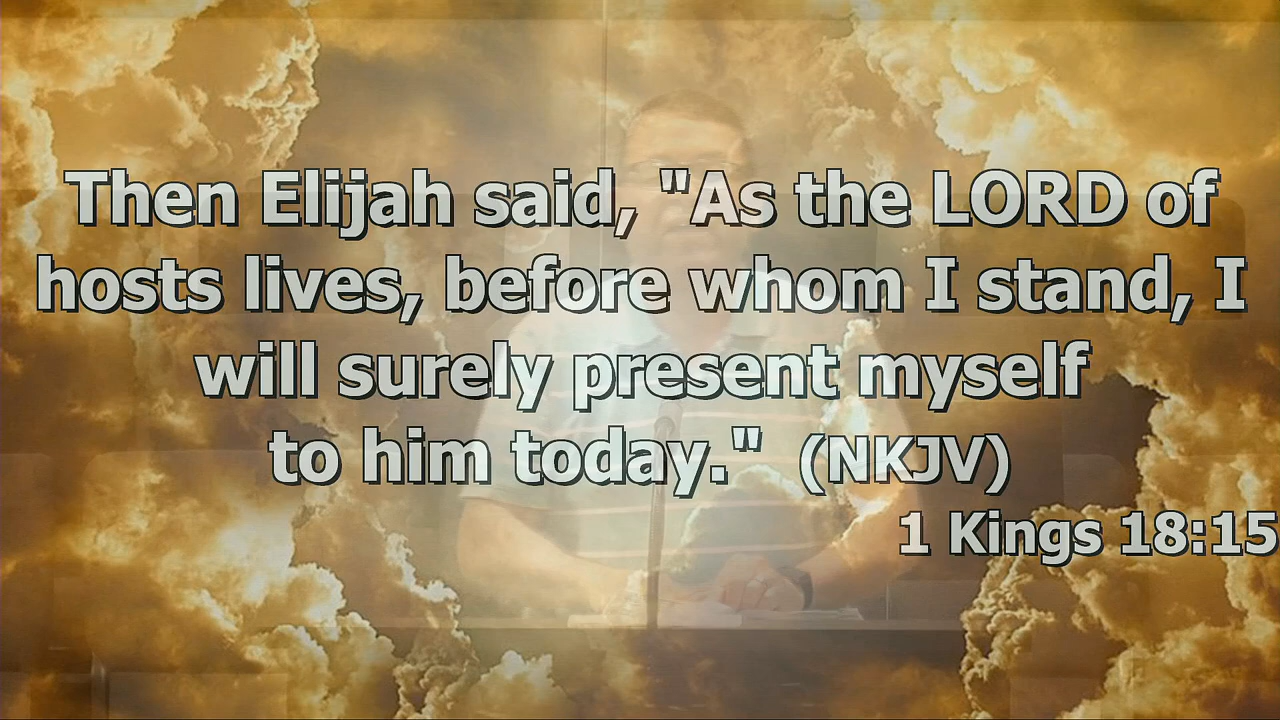 Then Elijah said, "As the LORD of
hosts lives, before whom I stand, I
will surely present myself
to him today." (NKJV)
1 Kings 18:15